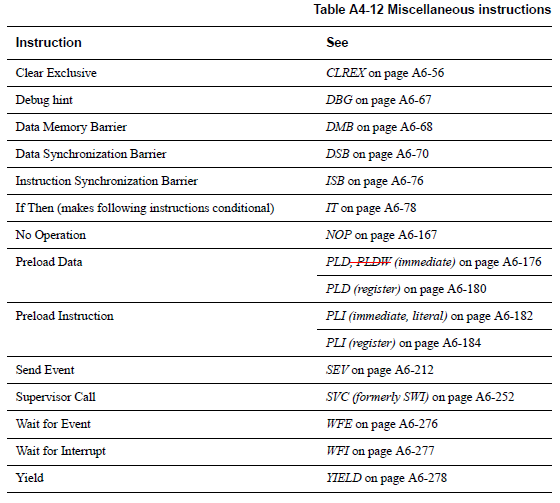 Table A4-12 Miscellaneous instructions
Instruction See
Clear Exclusive CLREX on page A6-56
Debug hint DBG on page A6-67
Data Memory Barrier DMB on page A6-68
Data Synchronization Barrier DSB on page A6-70
Instruction Synchronization Barrier ISB on page A6-76
If Then (makes following instructions conditional) IT on page A6-78
No Operation NOP on page A6-167
Preload Data PLD, PLDW (immediate) on page A6-176
PLD (register) on page A6-180
Preload Instruction PLI (immediate, literal) on page A6-182
PLI (register) on page A6-184
Send Event SEV on page A6-212
Supervisor Call SVC (formerly SWI) on page A6-252
Wait for Event WFE on page A6-276
Wait for Interrupt WFI on page A6-277
Yield YIELD on page A6-278